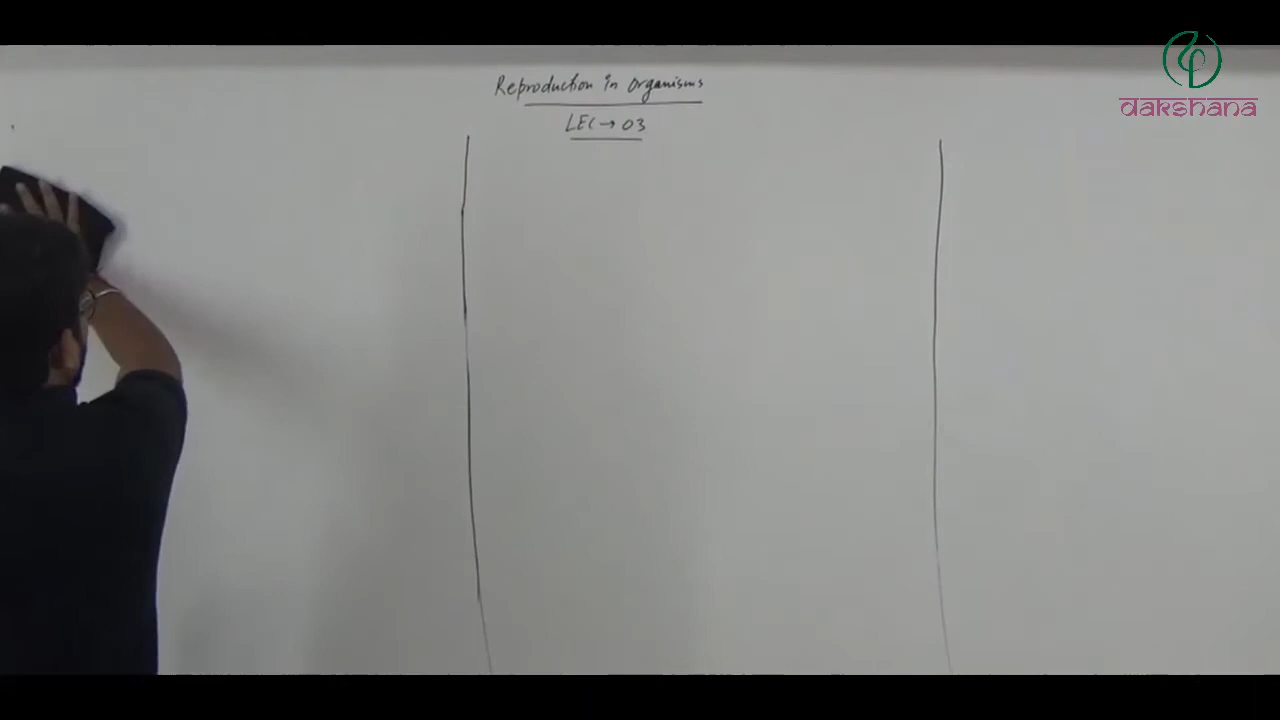 Reproduction in organisms
LEC → 03
dakshana